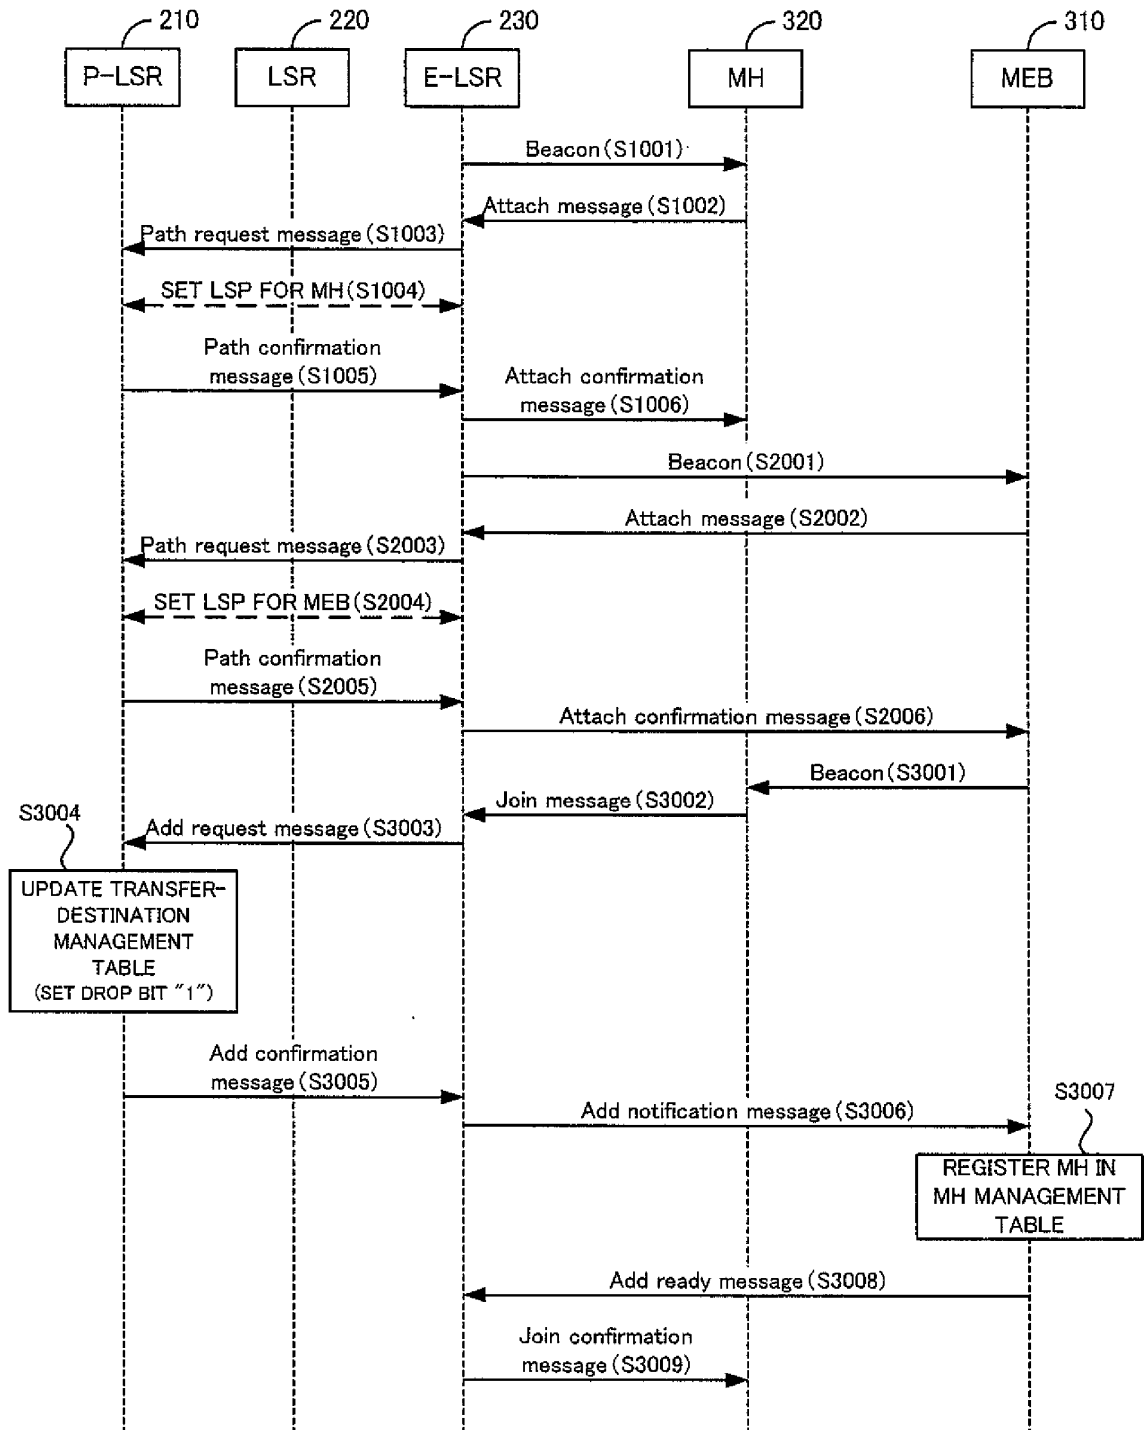 210
220
230
320
310
P-LSR
LSR
E-LSR
MH
MEB
Beacon(S1001)
Attach message(S1002)
Path request message(S1003)
SET LSP FOR MH(S1004)
Path confirmation
message(S1005)
Attach confirmation
message(S1006)
Beacon(S2001)
Attach message(S2002)
Path request message(S2003)
SET LSP FOR MEB(S2004)
Path confirmation
message(S2005)
Attach confirmation message(S2006)
Beacon(S3001)
Join message(S3002)
Add request message(S3003)
S3004
UPDATE TRANSFER-
DESTINATION
MANAGEMENT
TABLE
(SET DROP BIT "1")
Add confirmation
message(S3005)
Add notification message(S3006)
S3007
REGISTER MH IN
MH MANAGEMENT
TABLE
Add ready message(S3008)
Join confirmation
message(S3009)